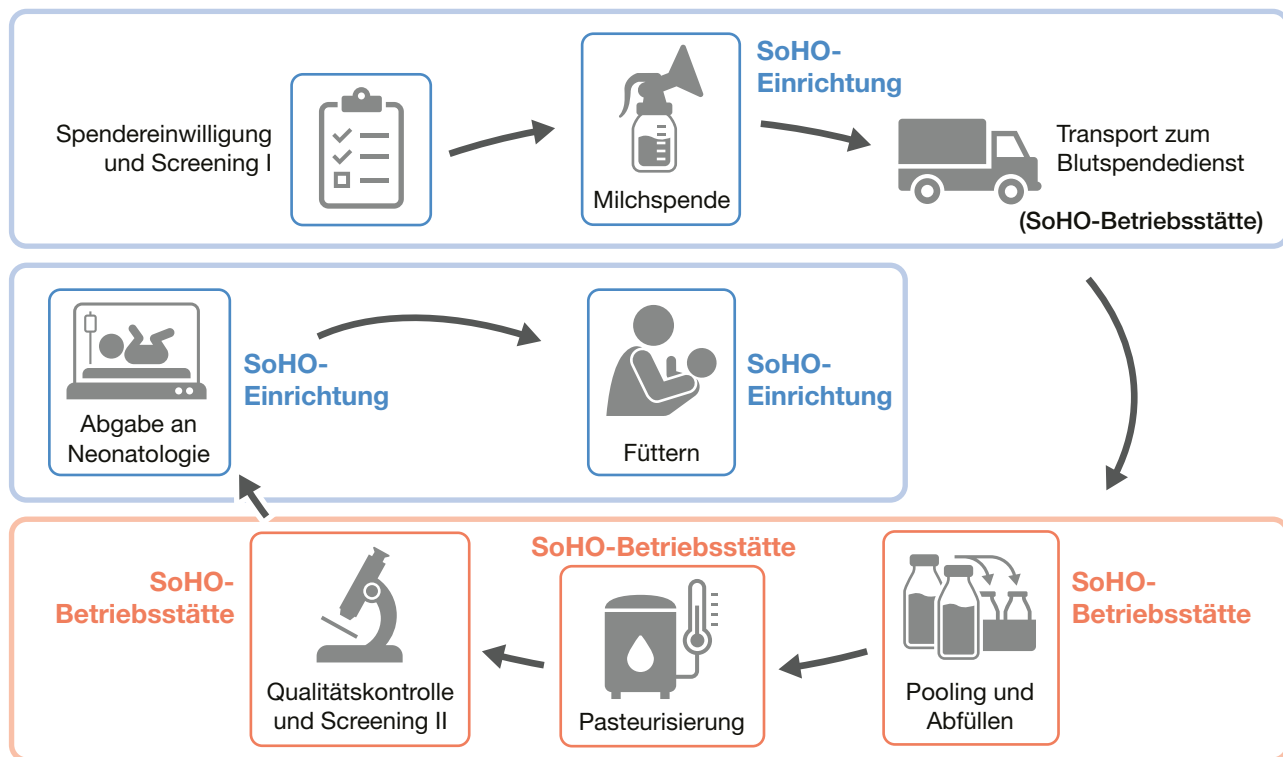 Spendereinwilligung
und Screening I
Milchspende
SoHO-
Einrichtung
Transport zum
Blutspendedienst
(SoHO-Betriebsstätte)
Abgabe an
Neonatologie
SoHO-
Einrichtung
Füttern
SoHO-
Einrichtung
SoHO-
Betriebsstätte
Qualitätskontrolle
und Screening II
SoHO-Betriebsstätte
Pasteurisierung
Pooling und
Abfüllen
SoHO-
Betriebsstätte